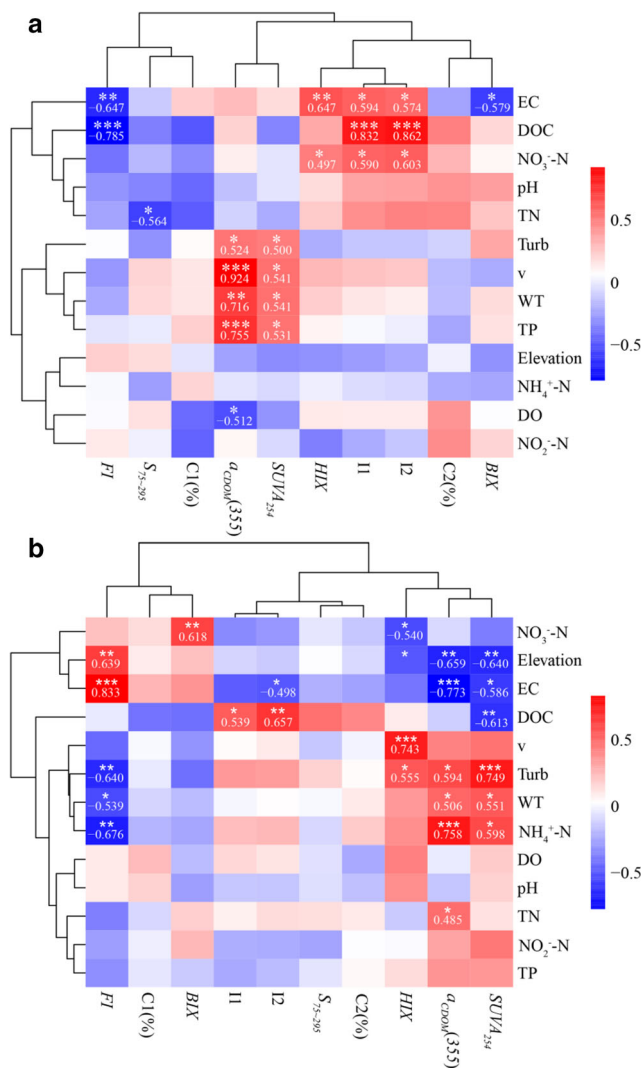 a
** ** * * * EC
−0.647 0.647 0.594 0.574 −0.579
*** *** *** DOC
−0.785 0.832 0.862
* * * NO₃⁻-N
0.497 0.590 0.603
pH
* TN
−0.564
* * Turb
0.524 0.500
*** * v
0.924 0.541
** * WT
0.716 0.541
*** * TP
0.755 0.531
Elevation
NH₄⁺-N
* DO
−0.512
NO₂⁻-N
0.5
0
−0.5
FI S₇₅₋₂₉₅ C1(%) a_CDOM(355) SUVA₂₅₄ HIX I1 I2 C2(%) BIX
b
** * NO₃⁻-N
0.618 −0.540
** * ** ** Elevation
0.639 −0.659 −0.640
*** * *** * EC
0.833 −0.498 −0.773 −0.586
* ** ** DOC
0.539 0.657 −0.613
*** v
0.743
** * * *** Turb
−0.640 0.555 0.594 0.749
* * * WT
−0.539 0.506 0.551
** *** * NH₄⁺-N
−0.676 0.758 0.598
DO
pH
* TN
0.485
NO₂⁻-N
TP
0.5
0
−0.5
FI C1(%) BIX I1 I2 S₇₅₋₂₉₅ C2(%) HIX a_CDOM(355) SUVA₂₅₄